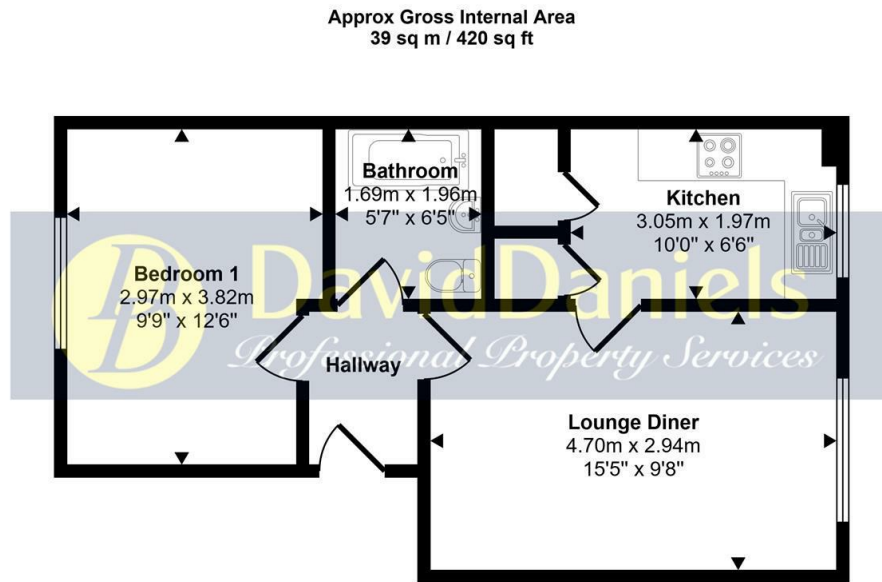 Approx Gross Internal Area
39 sq m / 420 sq ft
Bathroom
1.69m x 1.96m
5'7" x 6'5"
Kitchen
3.05m x 1.97m
10'0" x 6'6"
Bedroom 1
2.97m x 3.82m
9'9" x 12'6"
DavidDaniels
Professional Property Services
Hallway
Lounge Diner
4.70m x 2.94m
15'5" x 9'8"